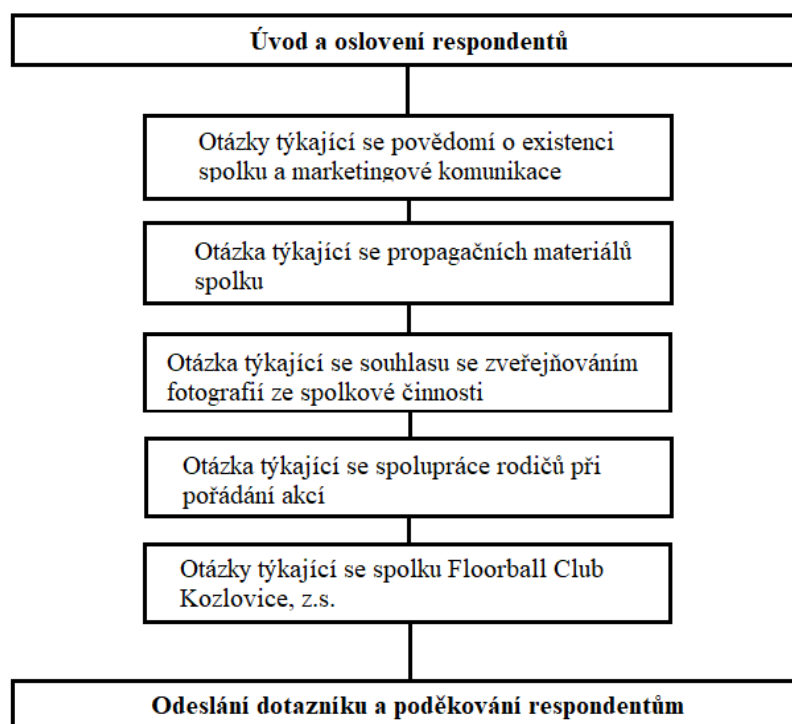 Úvod a oslovení respondentů
Otázky týkající se povědomí o existenci
spolku a marketingové komunikace
Otázka týkající se propagačních materiálů
spolku
Otázka týkající se souhlasu se zveřejňováním
fotografií ze spolkové činnosti
Otázka týkající se spolupráce rodičů při
pořádání akcí
Otázky týkající se spolku Floorball Club
Kozlovice, z.s.
Odeslání dotazníku a poděkování respondentům